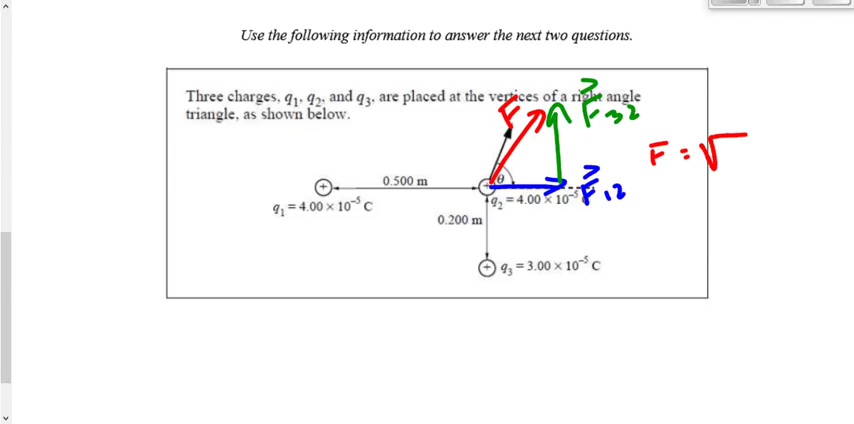 Use the following information to answer the next two questions.
Three charges, q₁, q₂, and q₃, are placed at the vertices of a right angle
triangle, as shown below.
F
F⃗32
F = √
0.500 m
θ
F⃗12
q₁ = 4.00 × 10⁻⁵ C
q₂ = 4.00 × 10⁻⁵
0.200 m
q₃ = 3.00 × 10⁻⁵ C